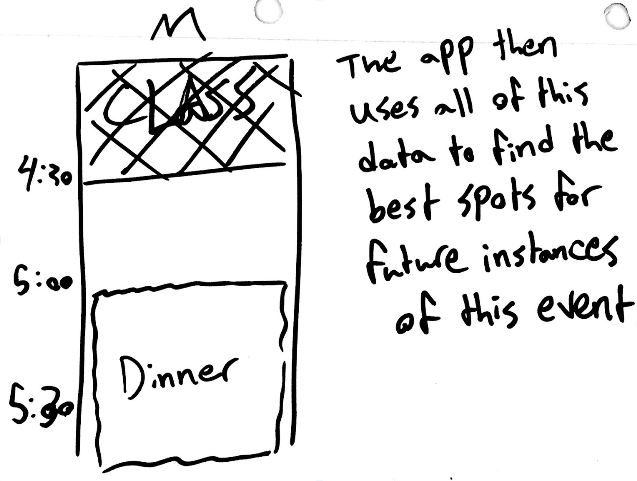 M
CLASS
4:30
5:00
Dinner
5:30
The app then
uses all of this
data to find the
best spots for
future instances
of this event